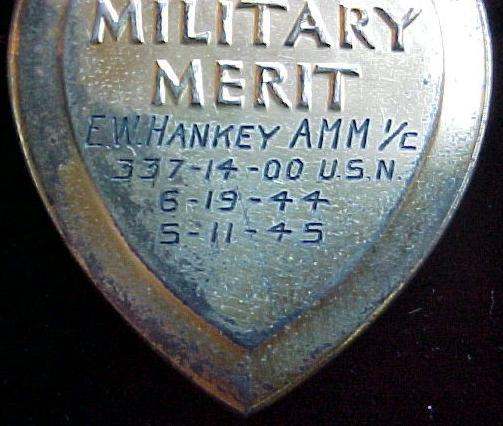 MILITARY
MERIT
E.W. HANKEY AMM 1/C
337-14-00 U.S.N.
6-19-44
5-11-45